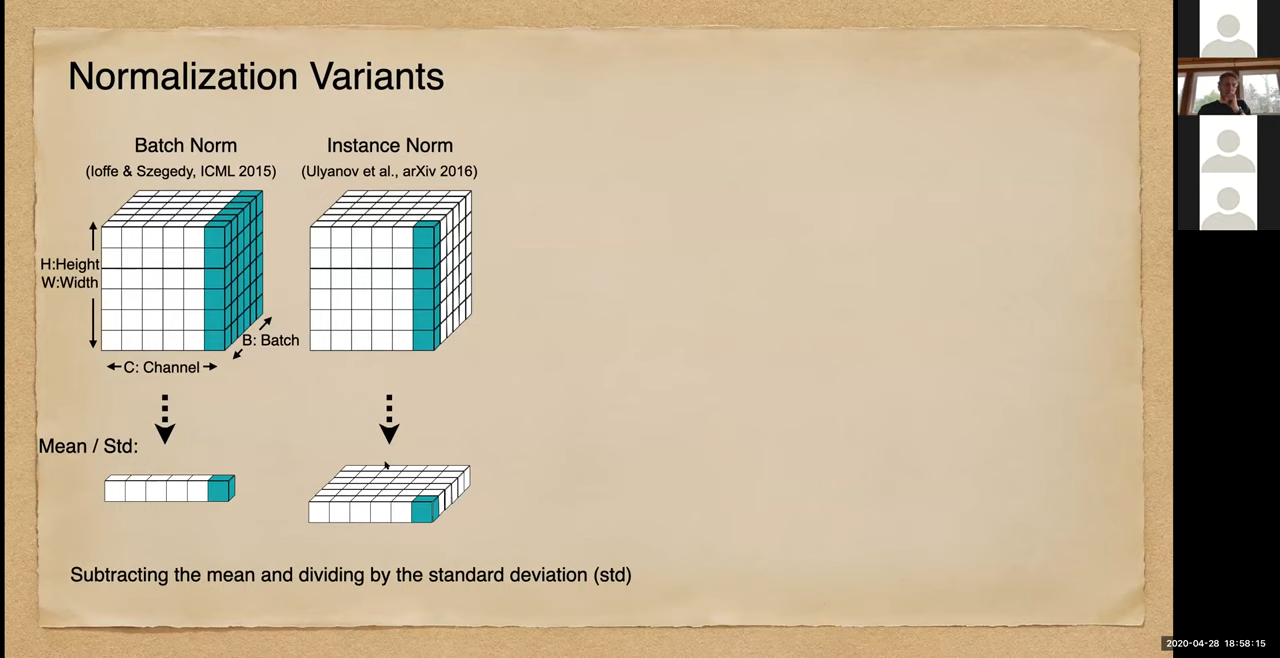 Normalization Variants
Batch Norm
(Ioffe & Szegedy, ICML 2015)
Instance Norm
(Ulyanov et al., arXiv 2016)
H:Height
W:Width
B: Batch
C: Channel
Mean / Std:
Subtracting the mean and dividing by the standard deviation (std)
2020-04-28 18:58:15